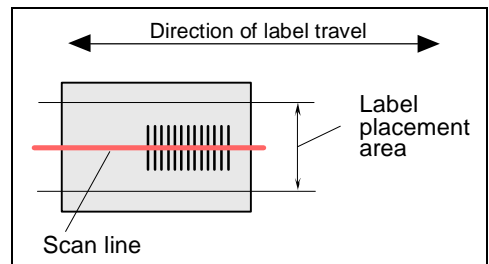 Direction of label travel
Label
placement
area
Scan line